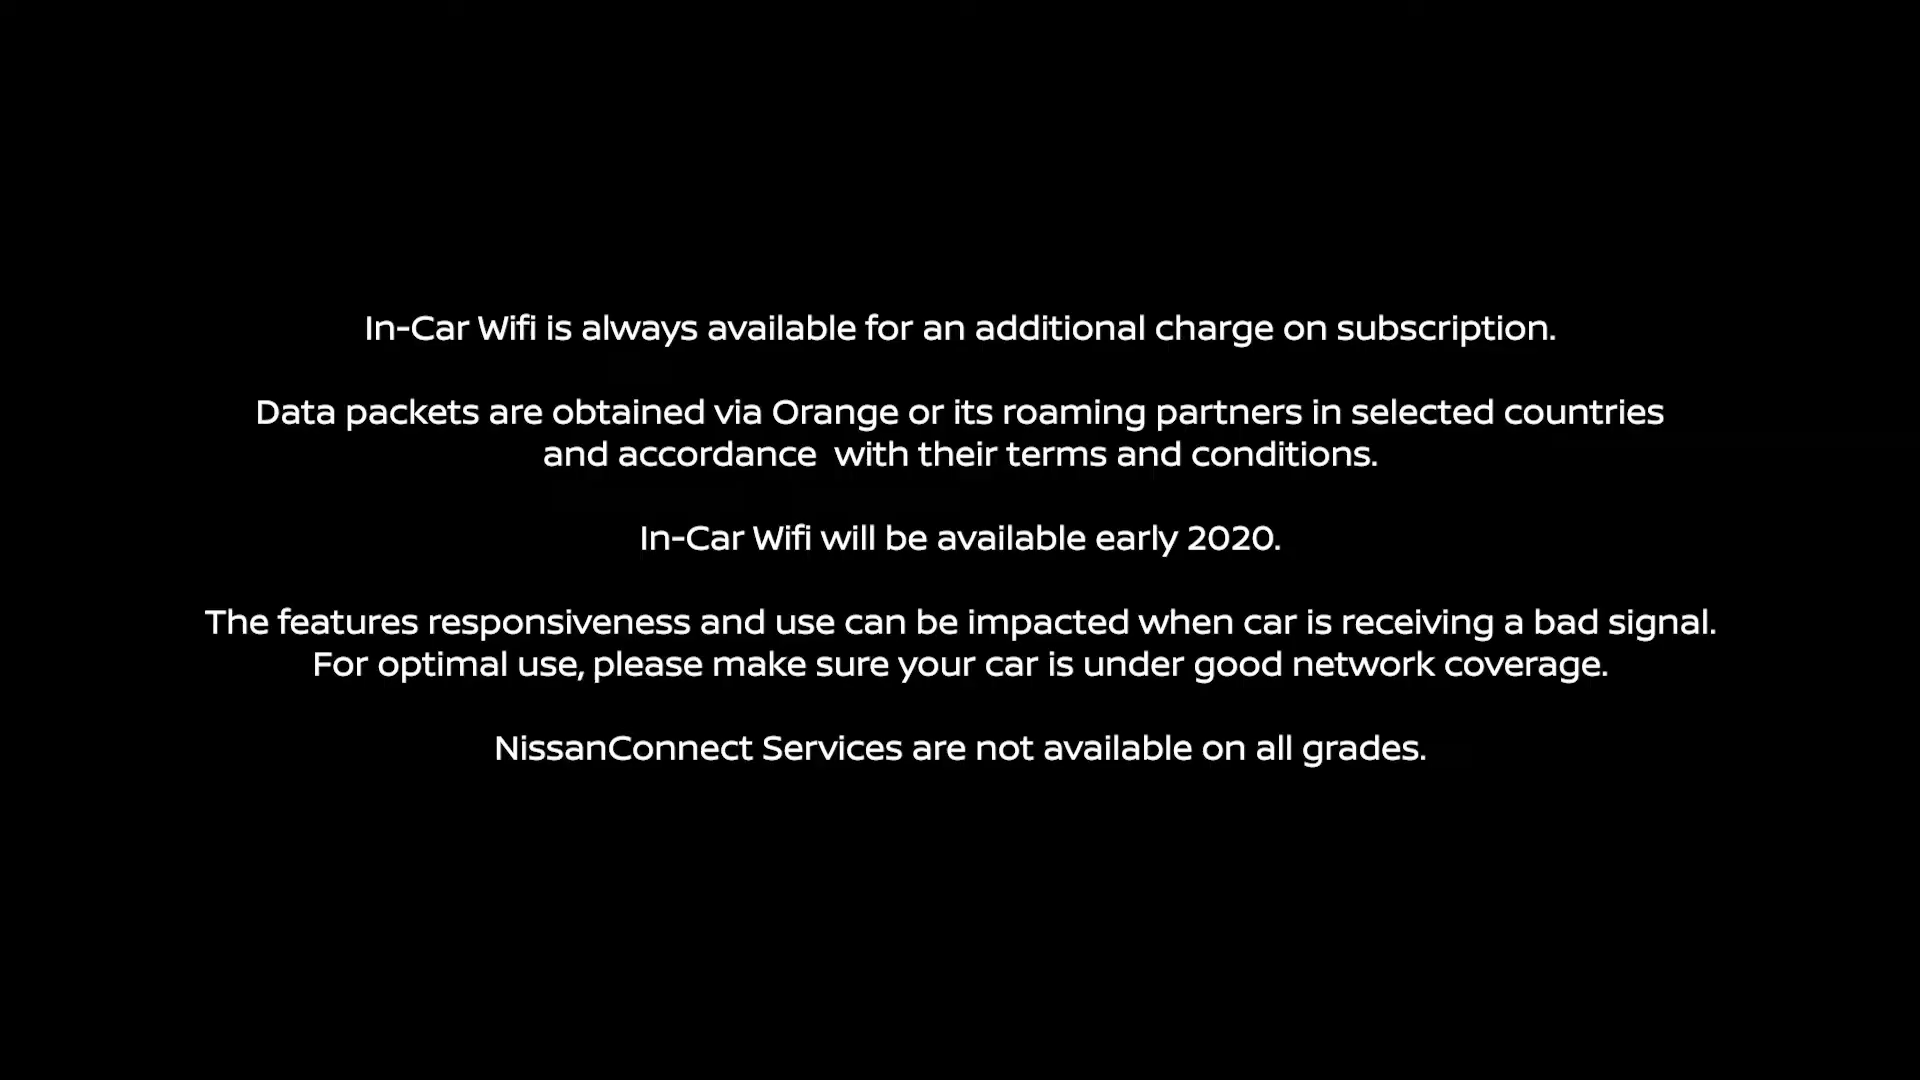 In-Car Wifi is always available for an additional charge on subscription.
Data packets are obtained via Orange or its roaming partners in selected countries
and accordance  with their terms and conditions.
In-Car Wifi will be available early 2020.
The features responsiveness and use can be impacted when car is receiving a bad signal.
For optimal use, please make sure your car is under good network coverage.
NissanConnect Services are not available on all grades.